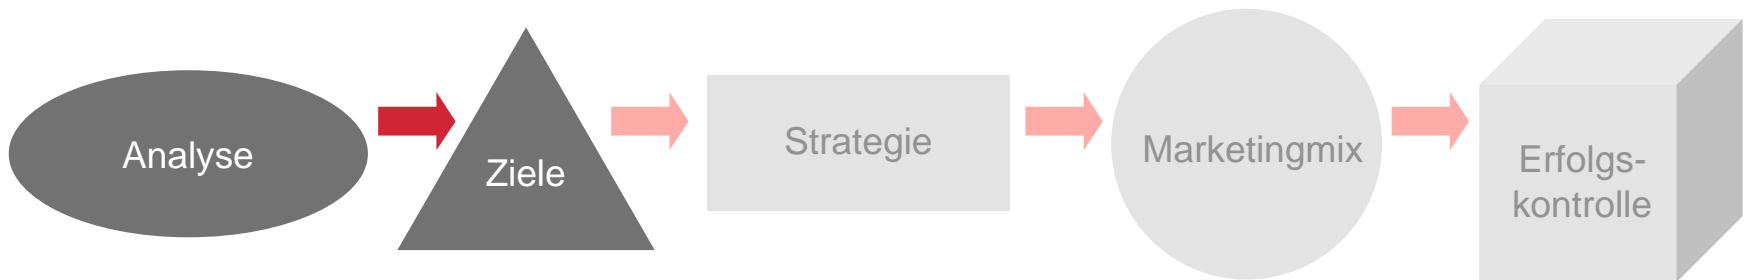 Analyse
Ziele
Strategie
Marketingmix
Erfolgs-
kontrolle